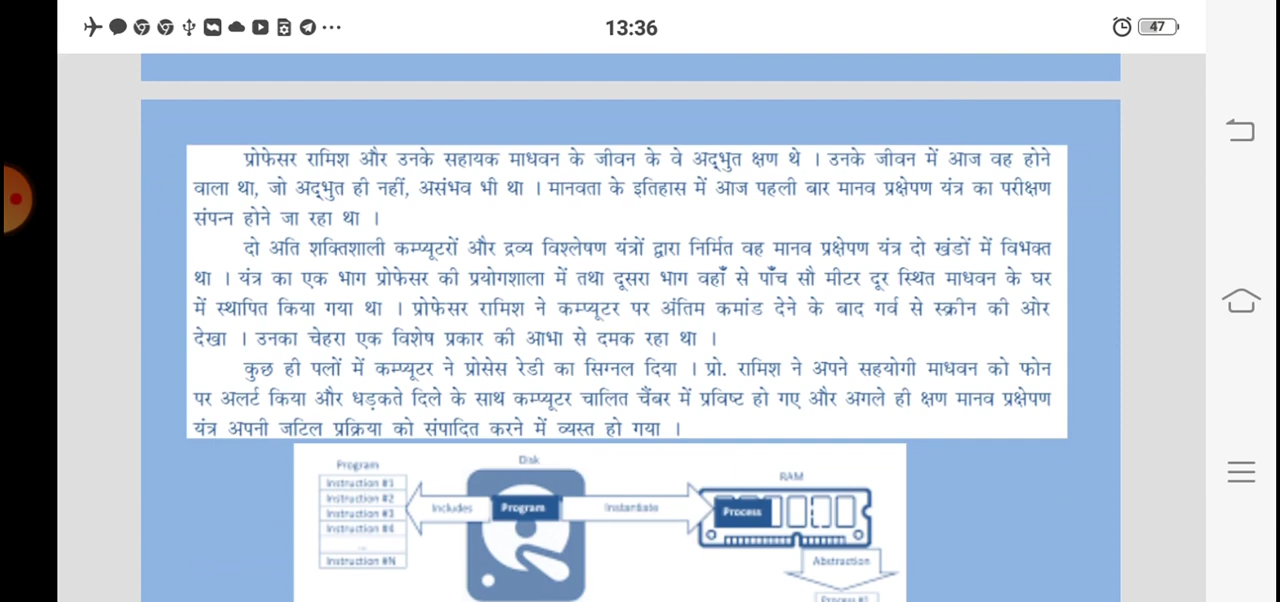 13:36
47
प्रोफेसर रामिश और उनके सहायक माधवन के जीवन के वे अद्भुत क्षण थे । उनके जीवन में आज वह होने
वाला था, जो अद्भुत ही नहीं, असंभव भी था । मानवता के इतिहास में आज पहली बार मानव प्रक्षेपण यंत्र का परीक्षण
संपन्न होने जा रहा था ।
दो अति शक्तिशाली कम्प्यूटरों और द्रव्य विश्लेषण यंत्रों द्वारा निर्मित वह मानव प्रक्षेपण यंत्र दो खंडों में विभक्त
था । यंत्र का एक भाग प्रोफेसर की प्रयोगशाला में तथा दूसरा भाग वहाँ से पाँच सौ मीटर दूर स्थित माधवन के घर
में स्थापित किया गया था । प्रोफेसर रामिश ने कम्प्यूटर पर अंतिम कमांड देने के बाद गर्व से स्क्रीन की ओर
देखा । उनका चेहरा एक विशेष प्रकार की आभा से दमक रहा था ।
कुछ ही पलों में कम्प्यूटर ने प्रोसेस रेडी का सिग्नल दिया । प्रो. रामिश ने अपने सहयोगी माधवन को फोन
पर अलर्ट किया और धड़कते दिले के साथ कम्प्यूटर चालित चैंबर में प्रविष्ट हो गए और अगले ही क्षण मानव प्रक्षेपण
यंत्र अपनी जटिल प्रक्रिया को संपादित करने में व्यस्त हो गया ।
Program
Instruction #1
Instruction #2
Instruction #3
Instruction #4
...
Instruction #N
Includes
Disk
Program
Instantiate
RAM
Process
Abstraction
Process #1